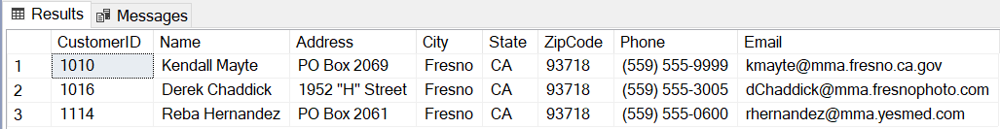 Results Messages
CustomerID Name Address City State ZipCode Phone Email
1 1010 Kendall Mayte PO Box 2069 Fresno CA 93718 (559) 555-9999 kmayte@mma.fresno.ca.gov
2 1016 Derek Chaddick 1952 "H" Street Fresno CA 93718 (559) 555-3005 dChaddick@mma.fresnophoto.com
3 1114 Reba Hernandez PO Box 2061 Fresno CA 93718 (559) 555-0600 rhernandez@mma.yesmed.com